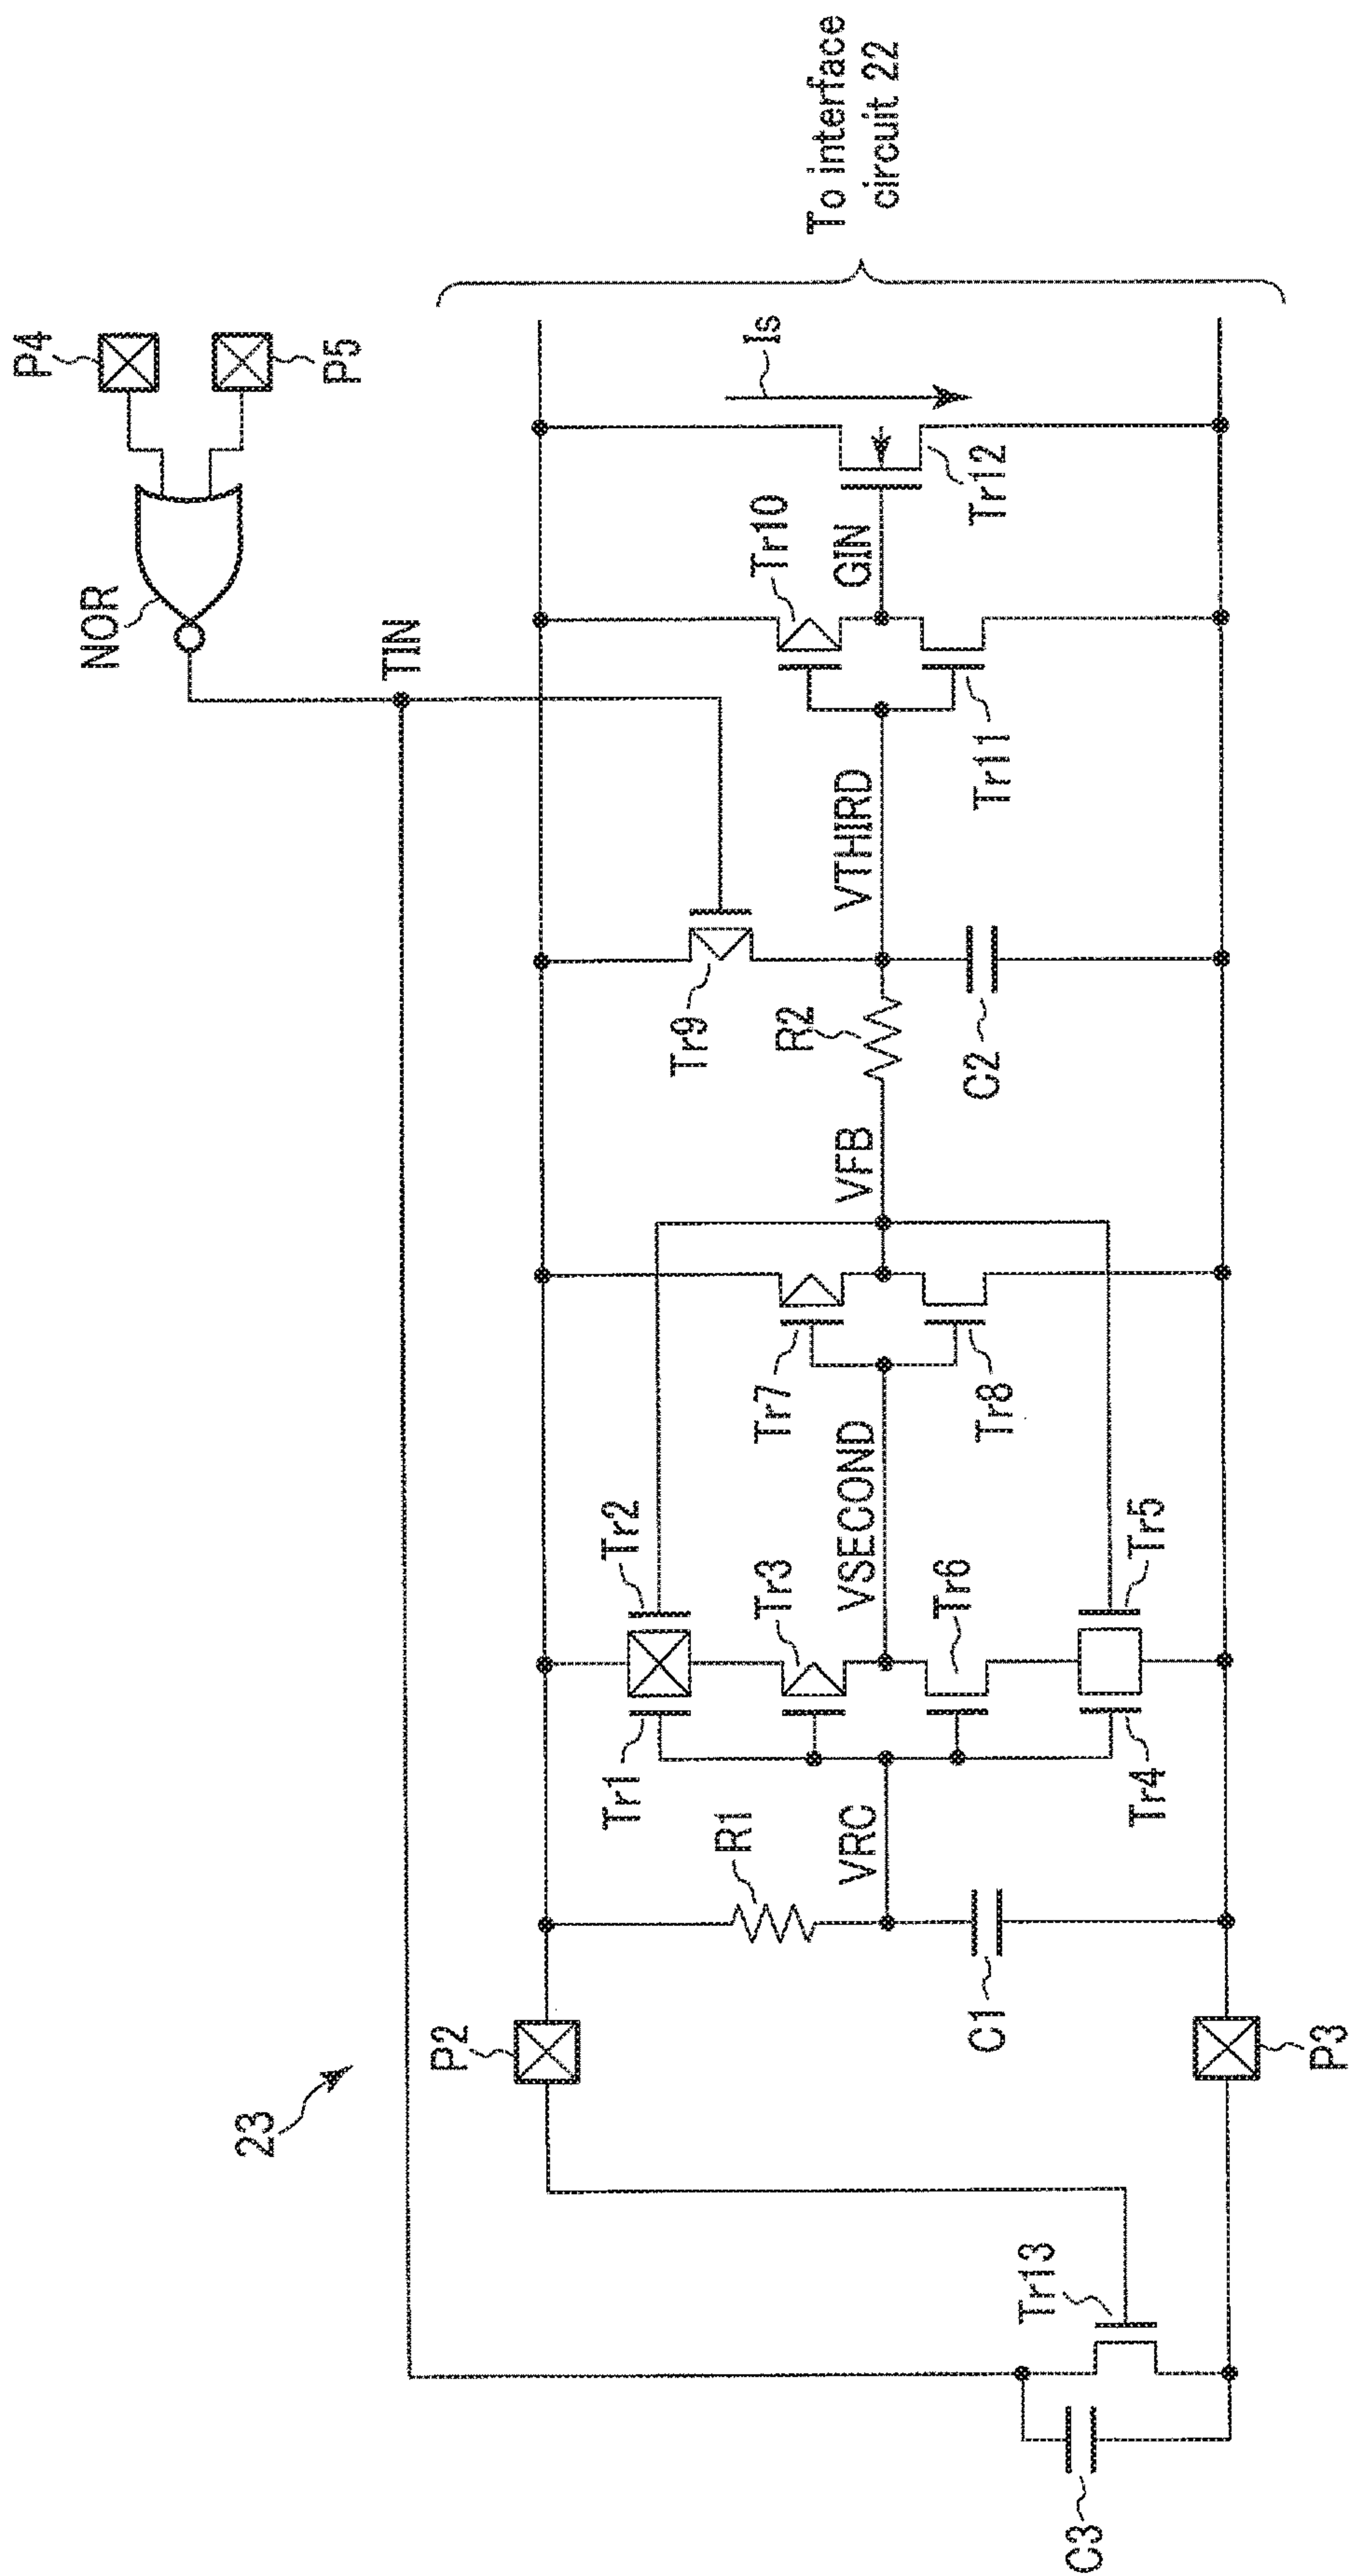 23
C3
Tr13
P2
P3
R1
C1
VRC
Tr1
Tr2
Tr3
Tr4
Tr5
Tr6
VSECOND
Tr7
Tr8
VFB
R2
C2
Tr9
VTHIRD
TIN
NOR
P4
P5
Tr10
Tr11
GIN
Tr12
Is
To interface
circuit 22